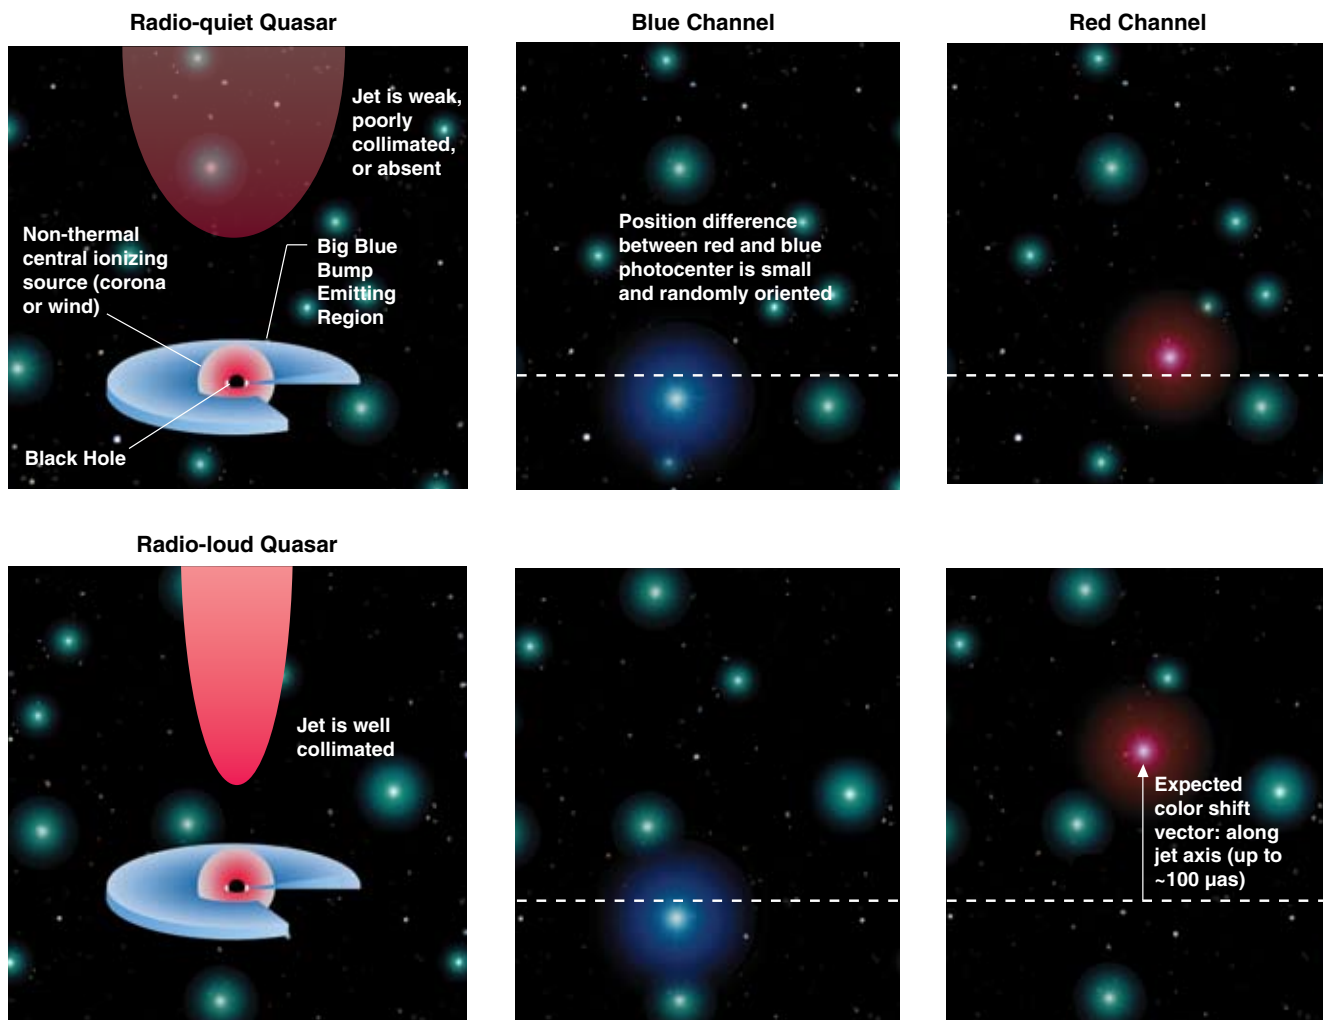 Radio-quiet Quasar
Blue Channel
Red Channel
Jet is weak,
poorly
collimated,
or absent
Non-thermal
central ionizing
source (corona
or wind)
Big Blue
Bump
Emitting
Region
Black Hole
Position difference
between red and blue
photocenter is small
and randomly oriented
Radio-loud Quasar
Jet is well
collimated
Expected
color shift
vector: along
jet axis (up to
~100 µas)